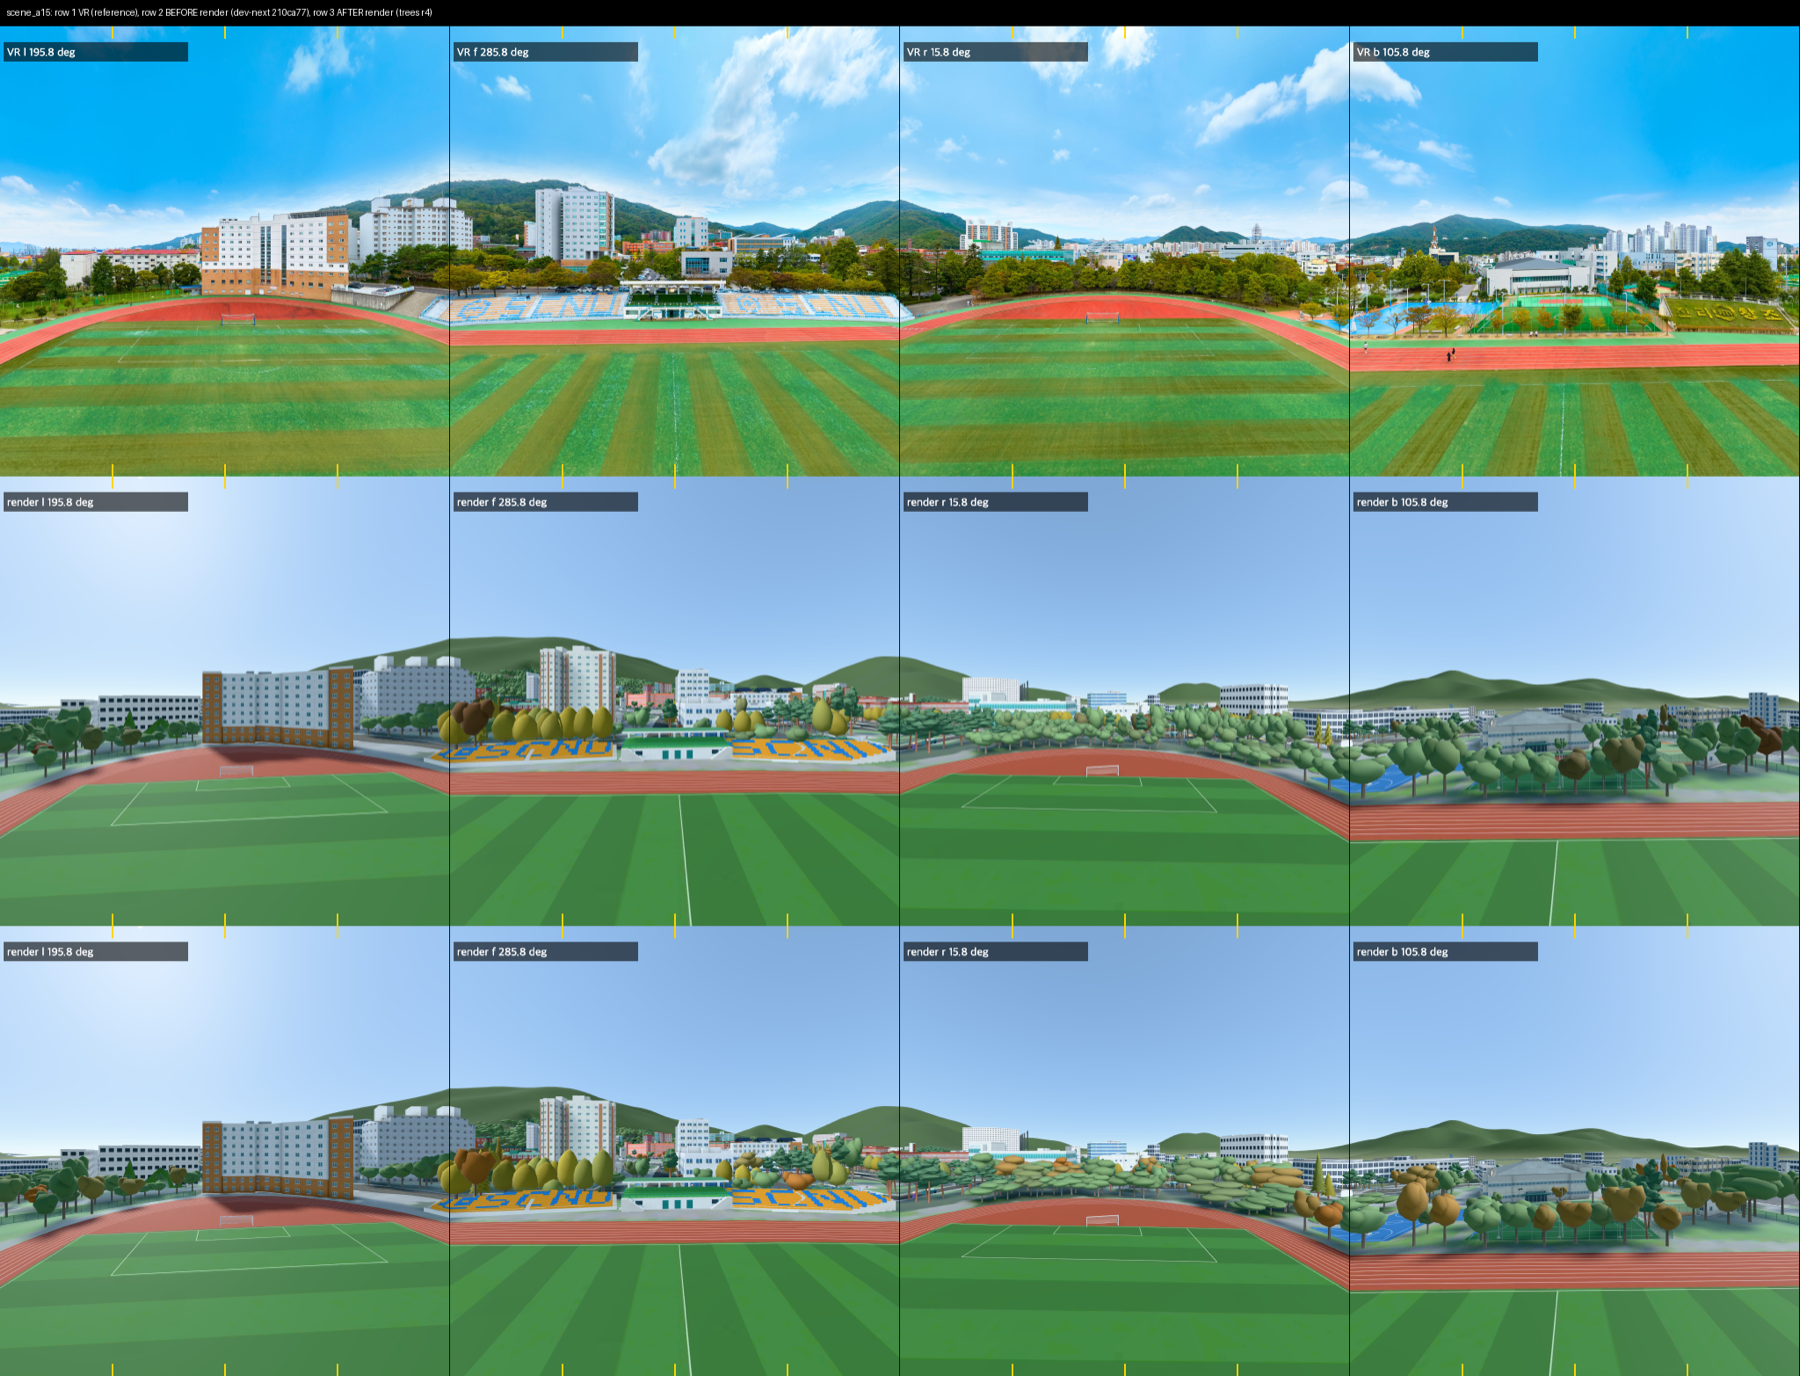 scene_a15: row 1 VR (reference), row 2 BEFORE render (dev-next 210ca77), row 3 AFTER render (trees r4)
VR l 195.8 deg
VR f 285.8 deg
VR r 15.8 deg
VR b 105.8 deg
render l 195.8 deg
render f 285.8 deg
render r 15.8 deg
render b 105.8 deg
render l 195.8 deg
render f 285.8 deg
render r 15.8 deg
render b 105.8 deg